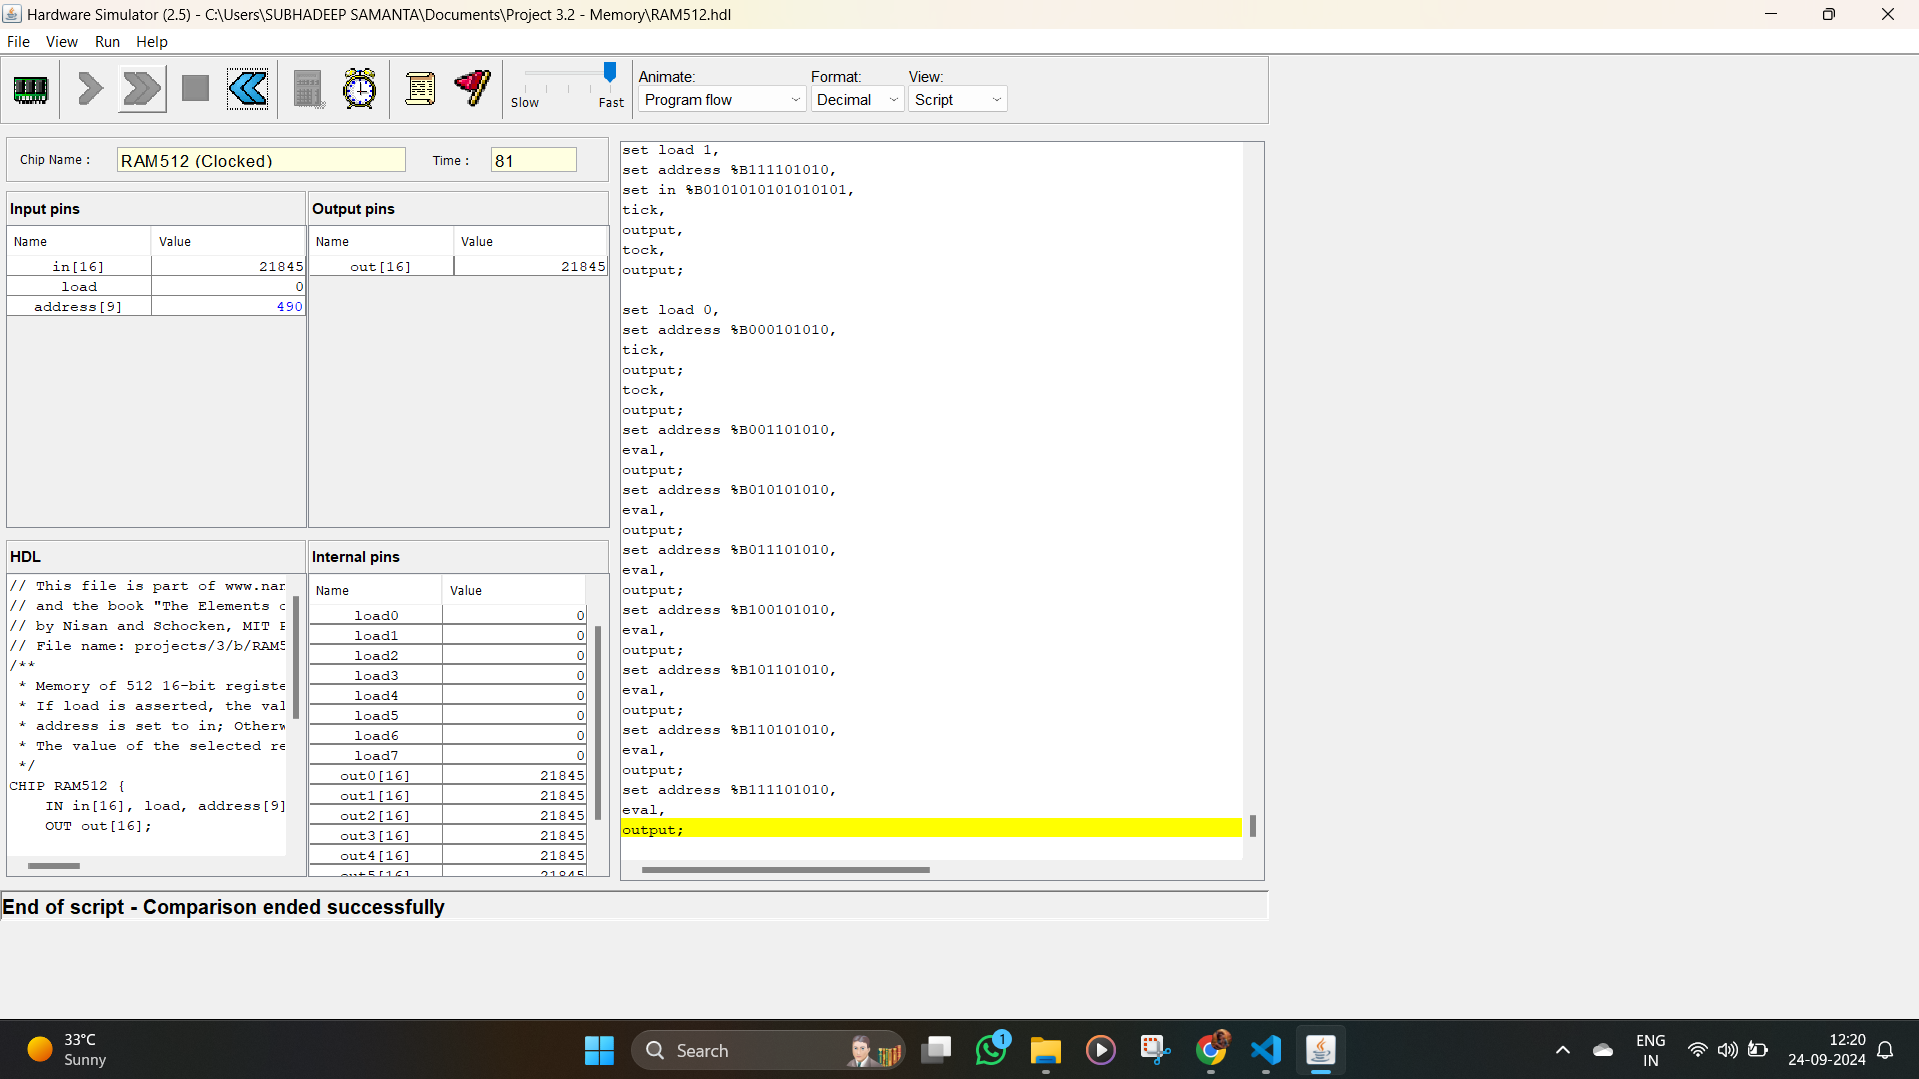 Hardware Simulator (2.5) - C:\Users\SUBHADEEP SAMANTA\Documents\Project 3.2 - Memory\RAM512.hdl
File View Run Help
Slow Fast
Animate: Format: View:
Program flow Decimal Script
Chip Name : RAM512 (Clocked) Time : 81
Input pins
Name Value
in[16] 21845
load 0
address[9] 490
Output pins
Name Value
out[16] 21845
HDL
// This file is part of www.nan
// and the book "The Elements o
// by Nisan and Schocken, MIT P
// File name: projects/3/b/RAM5
/**
* Memory of 512 16-bit registe
* If load is asserted, the val
* address is set to in; Otherw
* The value of the selected re
*/
CHIP RAM512 {
IN in[16], load, address[9]
OUT out[16];
Internal pins
Name Value
load0 0
load1 0
load2 0
load3 0
load4 0
load5 0
load6 0
load7 0
out0[16] 21845
out1[16] 21845
out2[16] 21845
out3[16] 21845
out4[16] 21845
out5[16] 21845
set load 1,
set address %B111101010,
set in %B0101010101010101,
tick,
output,
tock,
output;
set load 0,
set address %B000101010,
tick,
output;
tock,
output;
set address %B001101010,
eval,
output;
set address %B010101010,
eval,
output;
set address %B011101010,
eval,
output;
set address %B100101010,
eval,
output;
set address %B101101010,
eval,
output;
set address %B110101010,
eval,
output;
set address %B111101010,
eval,
output;
End of script - Comparison ended successfully
33°C
Sunny
Search
1
ENG
IN
12:20
24-09-2024